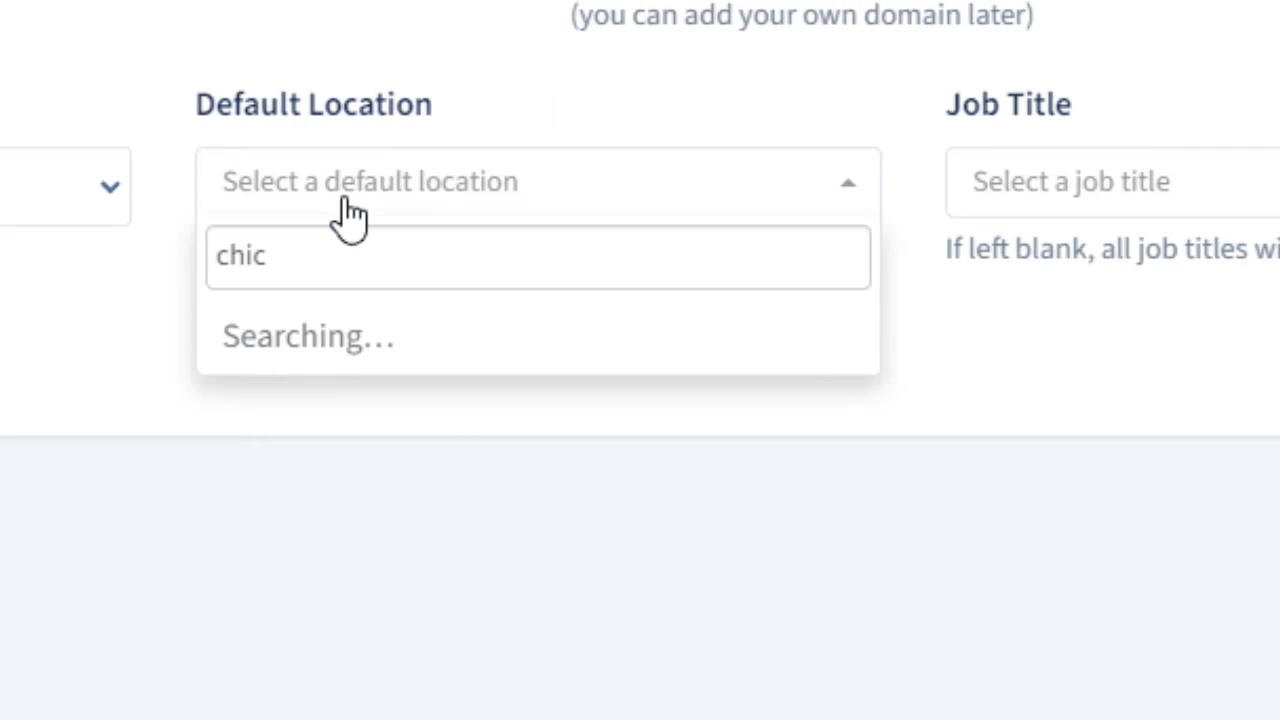 (you can add your own domain later)
Default Location
Job Title
Select a default location
Select a job title
chic
If left blank, all job titles
Searching…